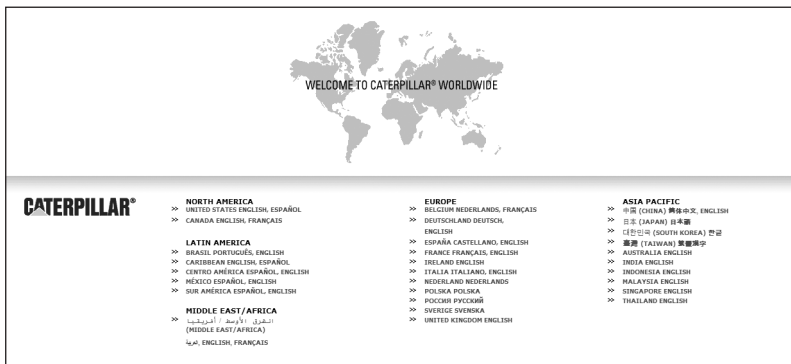 WELCOME TO CATERPILLAR® WORLDWIDE
CATERPILLAR®
NORTH AMERICA
>> UNITED STATES ENGLISH, ESPAÑOL
>> CANADA ENGLISH, FRANÇAIS
LATIN AMERICA
>> BRASIL PORTUGUÊS, ENGLISH
>> CARIBBEAN ENGLISH, ESPAÑOL
>> CENTRO AMÉRICA ESPAÑOL, ENGLISH
>> MÉXICO ESPAÑOL, ENGLISH
>> SUR AMÉRICA ESPAÑOL, ENGLISH
MIDDLE EAST/AFRICA
>> الشرق الأوسط / أفريقيا
(MIDDLE EAST/AFRICA)
العربية, ENGLISH, FRANÇAIS
EUROPE
>> BELGIUM NEDERLANDS, FRANÇAIS
>> DEUTSCHLAND DEUTSCH,
ENGLISH
>> ESPAÑA CASTELLANO, ENGLISH
>> FRANCE FRANÇAIS, ENGLISH
>> IRELAND ENGLISH
>> ITALIA ITALIANO, ENGLISH
>> NEDERLAND NEDERLANDS
>> POLSKA POLSKA
>> РОССИЯ РУССКИЙ
>> SVERIGE SVENSKA
>> UNITED KINGDOM ENGLISH
ASIA PACIFIC
>> 中国 (CHINA) 简体中文, ENGLISH
>> 日本 (JAPAN) 日本語
>> 대한민국 (SOUTH KOREA) 한글
>> 臺灣 (TAIWAN) 繁體漢字
>> AUSTRALIA ENGLISH
>> INDIA ENGLISH
>> INDONESIA ENGLISH
>> MALAYSIA ENGLISH
>> SINGAPORE ENGLISH
>> THAILAND ENGLISH